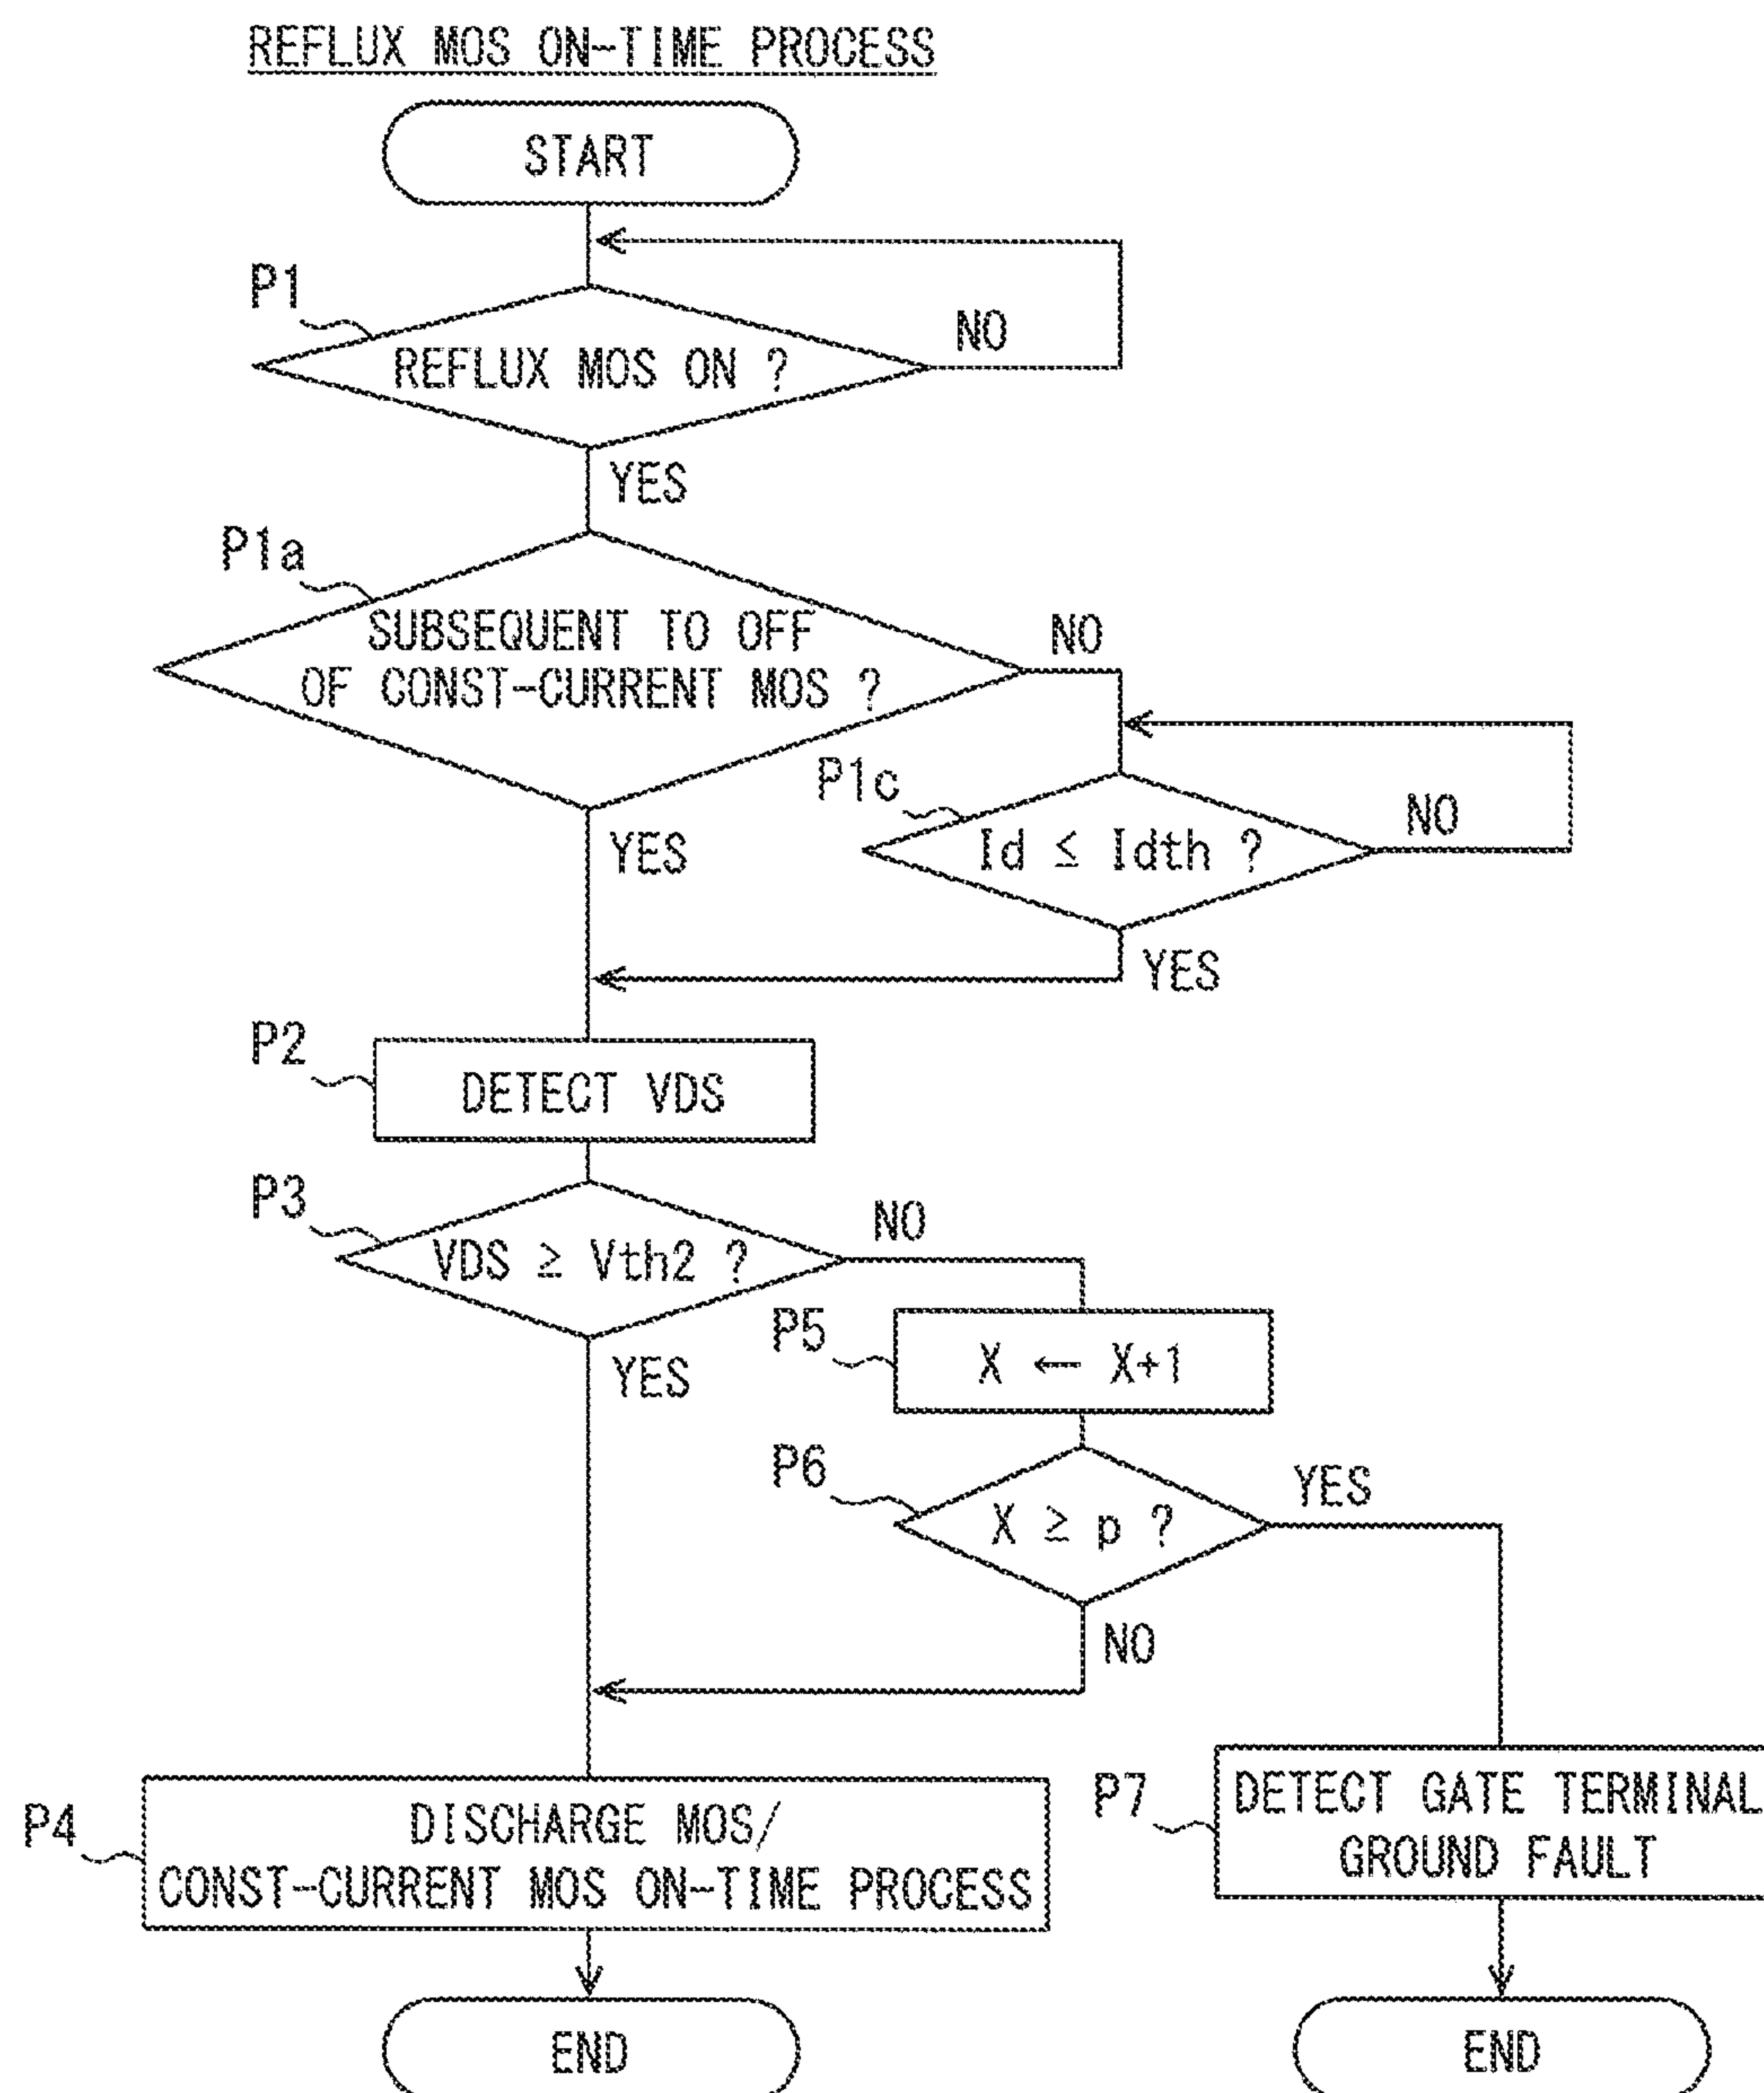 REFLUX MOS ON-TIME PROCESS
START
P1
REFLUX MOS ON ?
NO
YES
P1a
SUBSEQUENT TO OFF
OF CONST-CURRENT MOS ?
NO
YES
P1c
Id ≤ Idth ?
NO
YES
P2
DETECT VDS
P3
VDS ≥ Vth2 ?
NO
YES
P5
X ← X+1
P6
X ≥ p ?
YES
NO
P4
DISCHARGE MOS/
CONST-CURRENT MOS ON-TIME PROCESS
P7
DETECT GATE TERMINAL
GROUND FAULT
END
END